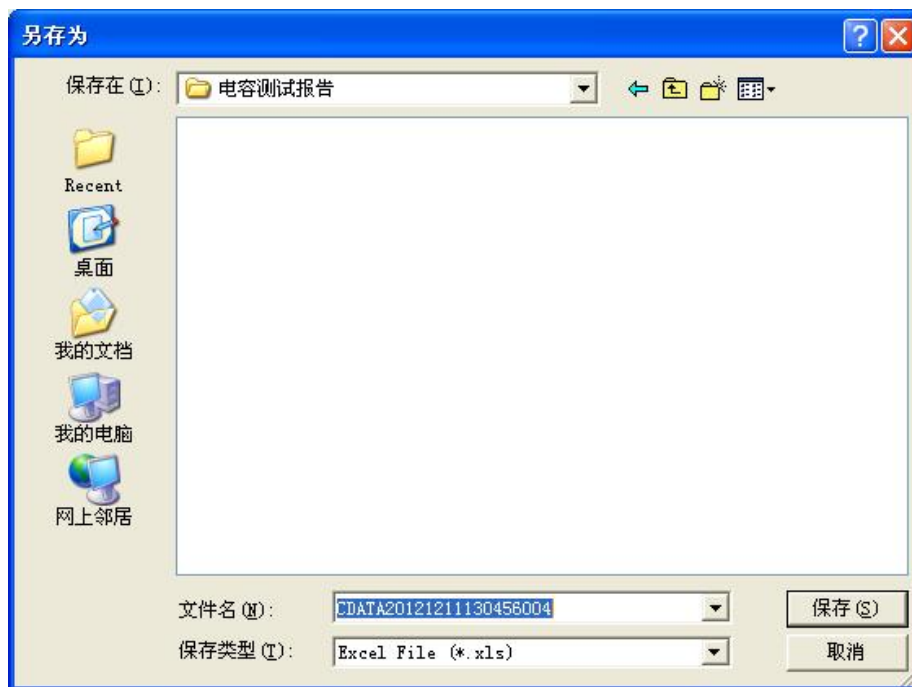 另存为
保存在(I):
电容测试报告
Recent
桌面
我的文档
我的电脑
网上邻居
文件名(N):
CDATA20121211130456004
保存(S)
保存类型(T):
Excel File (*.xls)
取消